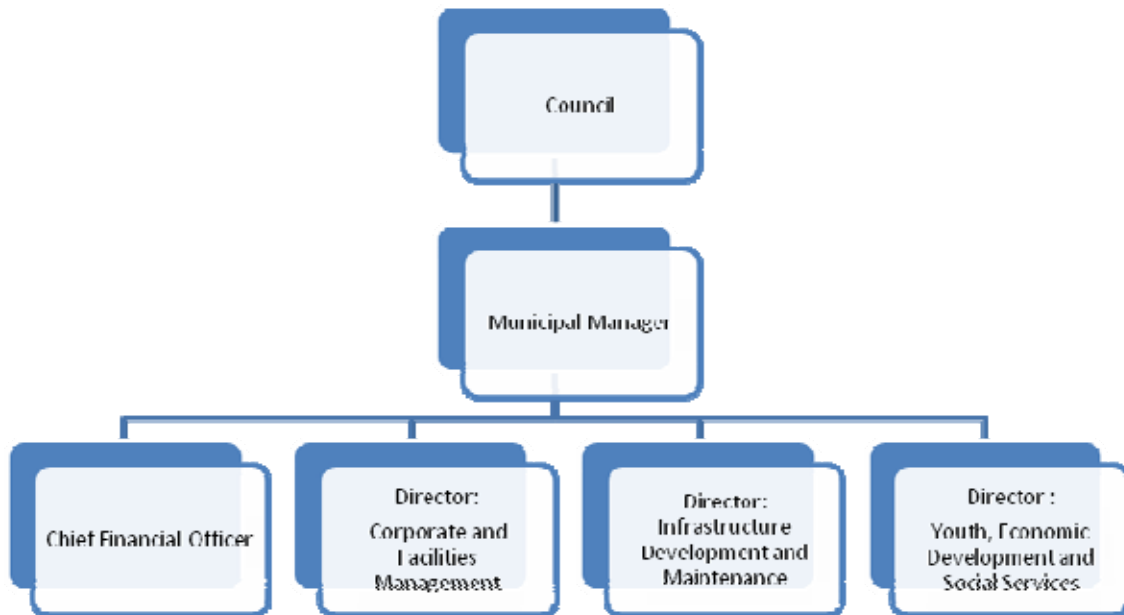 Council
Municipal Manager
Chief Financial Officer
Director:
Corporate and
Facilities
Management
Director:
Infrastructure
Development and
Maintenance
Director :
Youth, Economic
Development and
Social Services